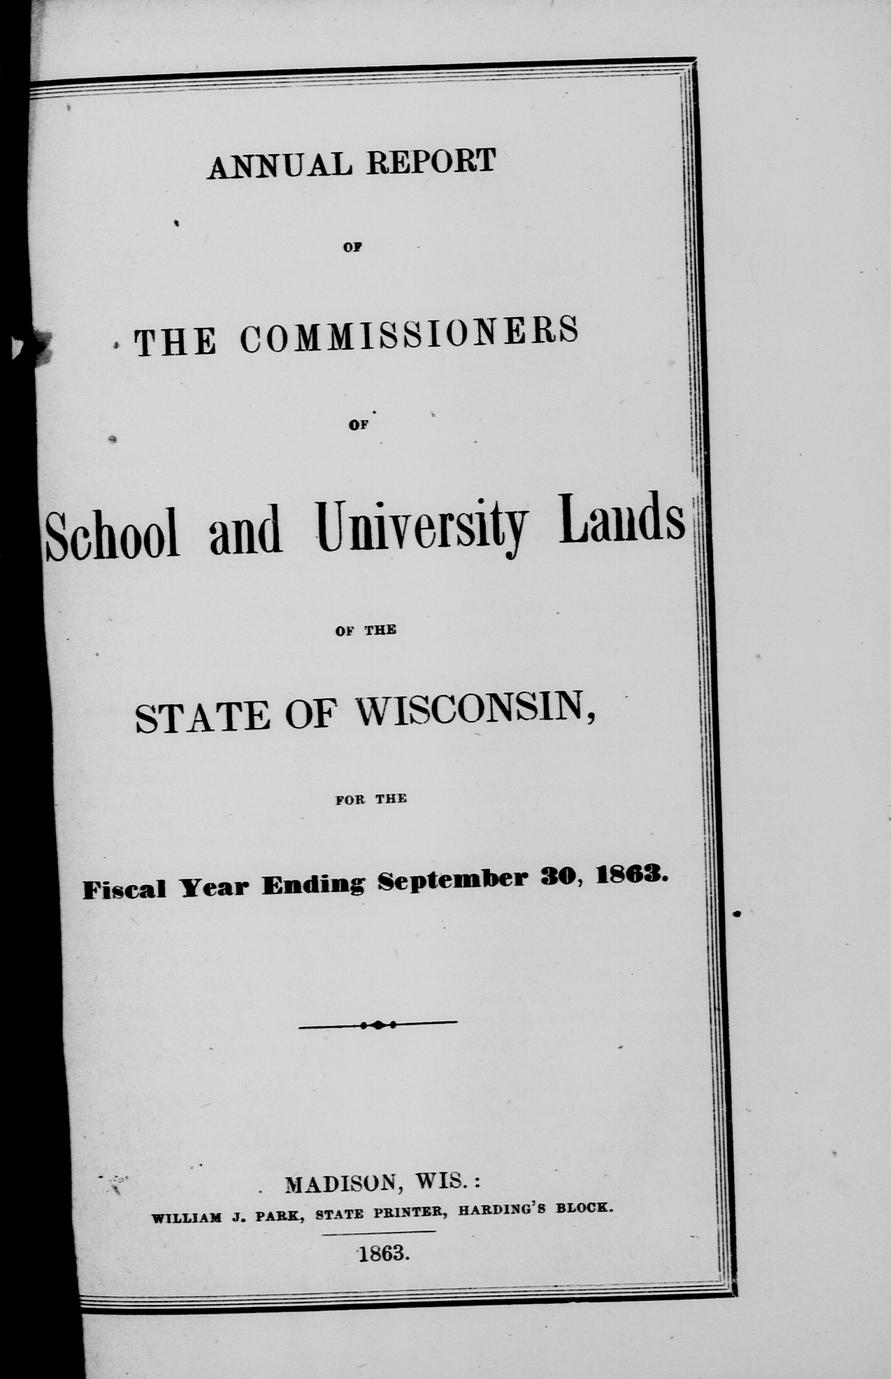 ANNUAL REPORT
OF
THE COMMISSIONERS
OF
School and University Lands
OF THE
STATE OF WISCONSIN,
FOR THE
Fiscal Year Ending September 30, 1863.
MADISON, WIS.:
WILLIAM J. PARK, STATE PRINTER, HARDING'S BLOCK.
1863.